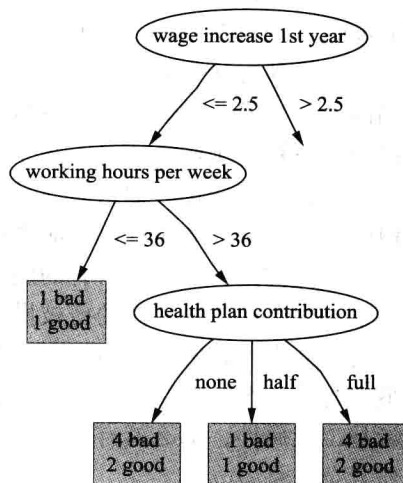 wage increase 1st year
<= 2.5
> 2.5
working hours per week
<= 36
> 36
1 bad
1 good
health plan contribution
none
half
full
4 bad
2 good
1 bad
1 good
4 bad
2 good